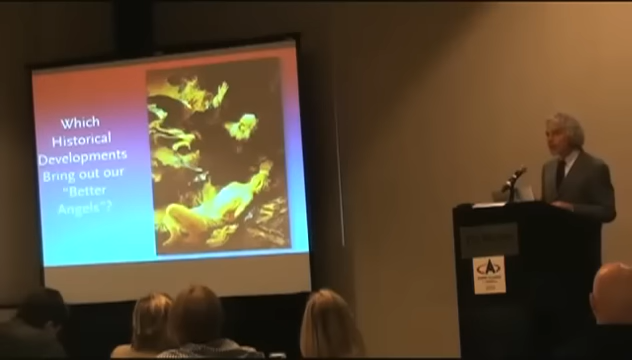 Which
Historical
Developments
Bring out our
"Better
Angels"?